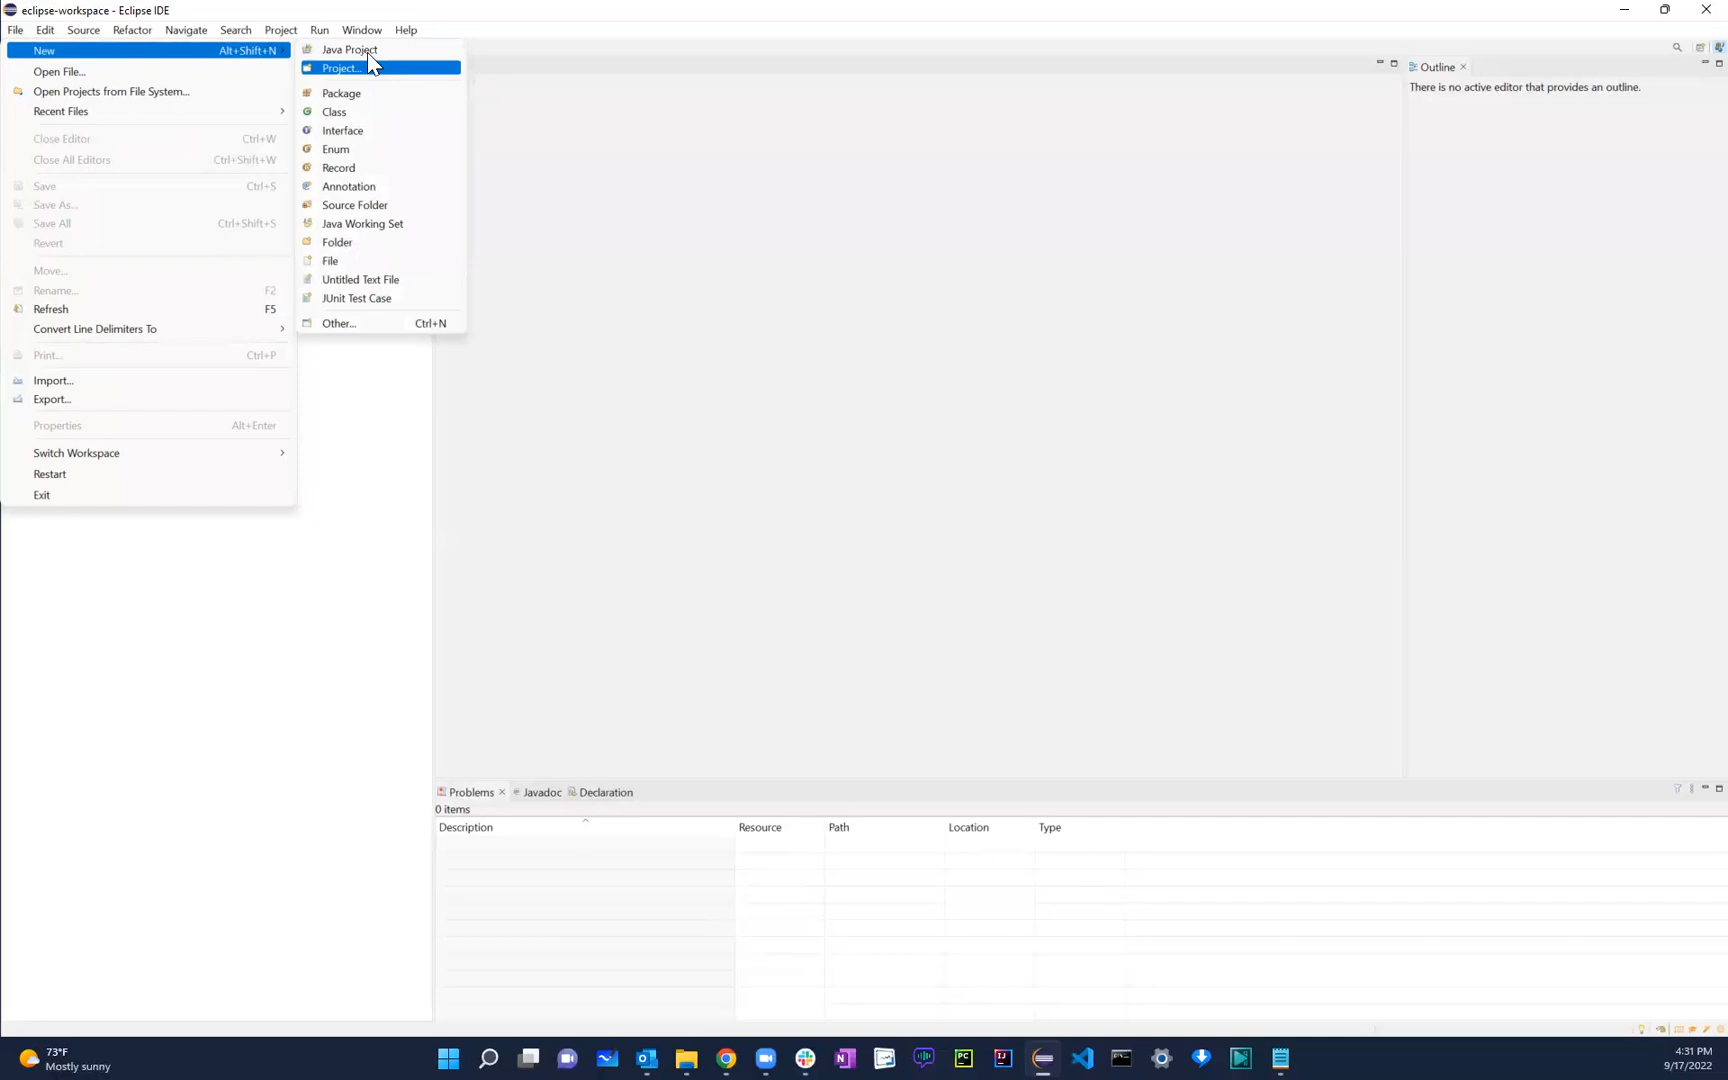 eclipse-workspace - Eclipse IDE
File Edit Source Refactor Navigate Search Project Run Window Help
New Alt+Shift+N
Open File...
Open Projects from File System...
Recent Files
Close Editor Ctrl+W
Close All Editors Ctrl+Shift+W
Save Ctrl+S
Save As...
Save All Ctrl+Shift+S
Revert
Move...
Rename... F2
Refresh F5
Convert Line Delimiters To
Print... Ctrl+P
Import...
Export...
Properties Alt+Enter
Switch Workspace
Restart
Exit
Java Project
Project...
Package
Class
Interface
Enum
Record
Annotation
Source Folder
Java Working Set
Folder
File
Untitled Text File
JUnit Test Case
Other... Ctrl+N
Outline
There is no active editor that provides an outline.
Problems Javadoc Declaration
0 items
Description Resource Path Location Type
73°F
Mostly sunny
PC
IJ
4:31 PM
9/17/2022